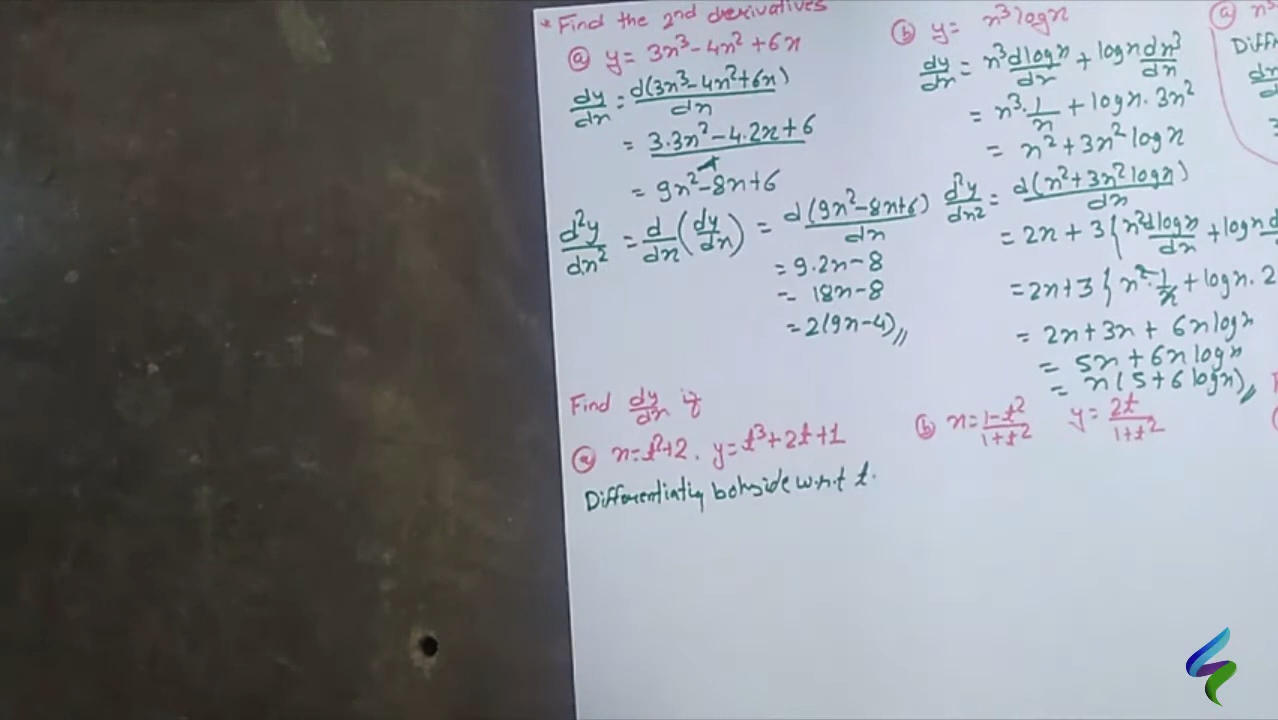 * Find the 2nd derivatives
(a) y = 3x³ - 4x² + 6x
dy/dx = d(3x³ - 4x² + 6x)/dx
= 3.3x² - 4.2x + 6
= 9x² - 8x + 6
d²y/dx² = d/dx (dy/dx) = d(9x² - 8x + 6)/dx
= 9.2x - 8
= 18x - 8
= 2(9x - 4)//
(b) y = x³ log x
dy/dx = x³ d log x/dx + log x dx³/dx
= x³ . 1/x + log x . 3x²
= x² + 3x² log x
d²y/dx² = d(x² + 3x² log x)/dx
= 2x + 3 { x² d log x/dx + log x d
= 2x + 3 { x² . 1/x + log x . 2
= 2x + 3x + 6x log x
= 5x + 6x log x
= x(5 + 6 log x)//
(a)
Find dy/dx if
(a) x = t² + 2 . y = t³ + 2t + 1
Differentiatig bohside w.r.t t.
(b) x = 1 - t²/1 + t² y = 2t/1 + t²